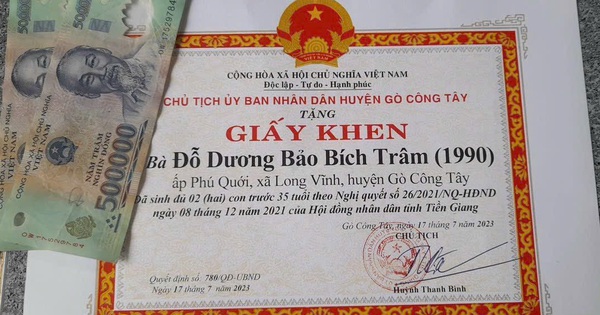 CỘNG HÒA XÃ HỘI CHỦ NGHĨA VIỆT NAM
Độc lập - Tự do - Hạnh phúc
CHỦ TỊCH ỦY BAN NHÂN DÂN HUYỆN GÒ CÔNG TÂY
TẶNG
GIẤY KHEN
Bà Đỗ Dương Bảo Bích Trâm (1990)
ấp Phú Quới, xã Long Vĩnh, huyện Gò Công Tây
Đã sinh đủ 02 (hai) con trước 35 tuổi theo Nghị quyết số 26/2021/NQ-HĐND
ngày 08 tháng 12 năm 2021 của Hội đồng nhân dân tỉnh Tiền Giang
Gò Công Tây, ngày 17 tháng 7 năm 2023
CHỦ TỊCH
Quyết định số: 780/QĐ-UBND
Ngày 17 tháng 7 năm 2023
Huỳnh Thanh Bình
NĂM TRĂM
NGHÌN ĐỒNG
500000